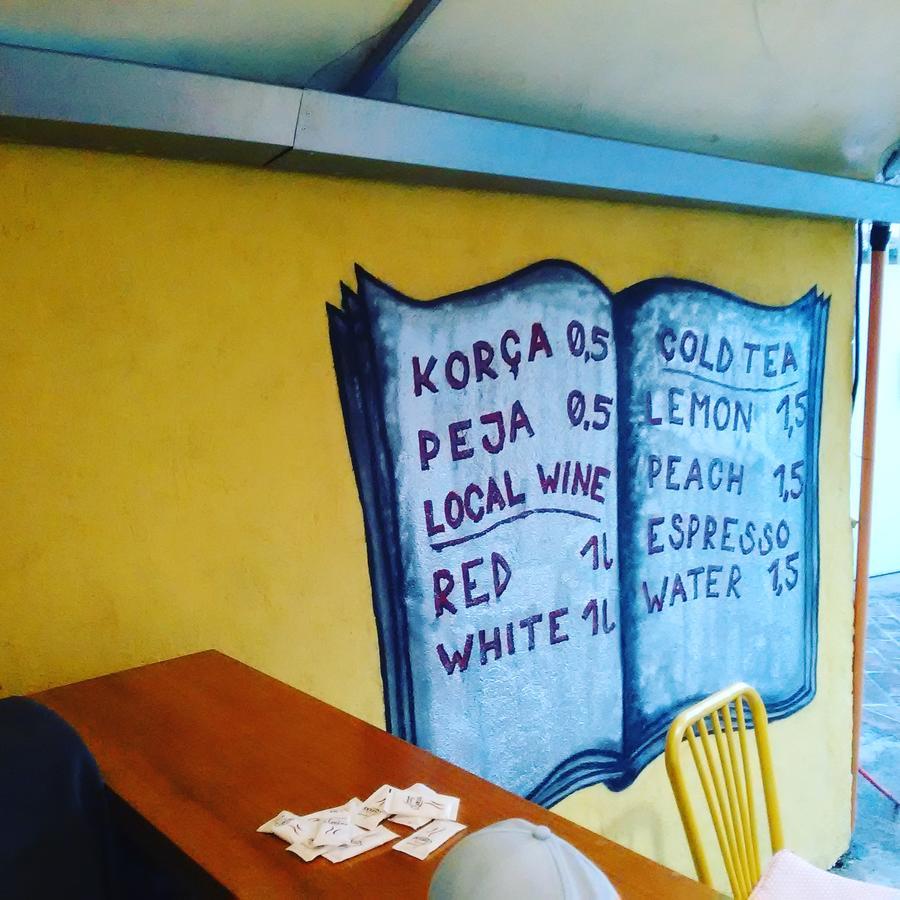 KORÇA 0,5
PEJA 0.5
LOCAL WINE
RED 1l
WHITE 1l
COLD TEA
LEMON 1,5
PEACH 1,5
ESPRESSO
WATER 1,5